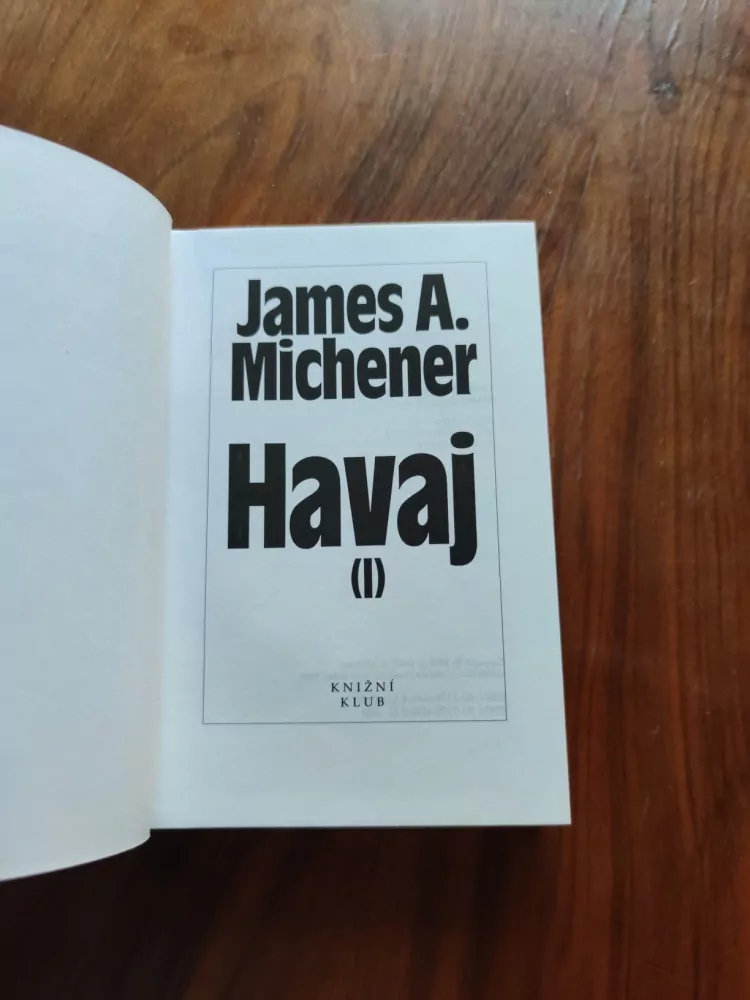 James A.
Michener
Havaj
(I)
KNIŽNÍ
KLUB